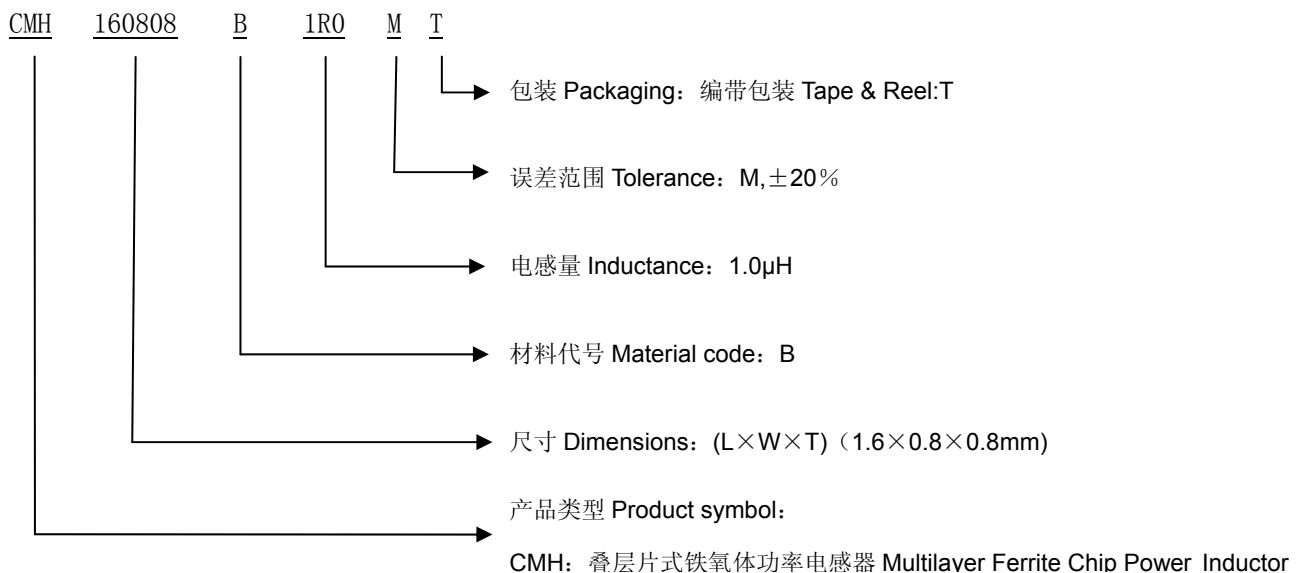 CMH 160808 B 1R0 M T
包装 Packaging：编带包装 Tape & Reel:T
误差范围 Tolerance：M,±20％
电感量 Inductance：1.0μH
材料代号 Material code：B
尺寸 Dimensions：(L×W×T)（1.6×0.8×0.8mm)
产品类型 Product symbol：
CMH：叠层片式铁氧体功率电感器 Multilayer Ferrite Chip Power Inductor